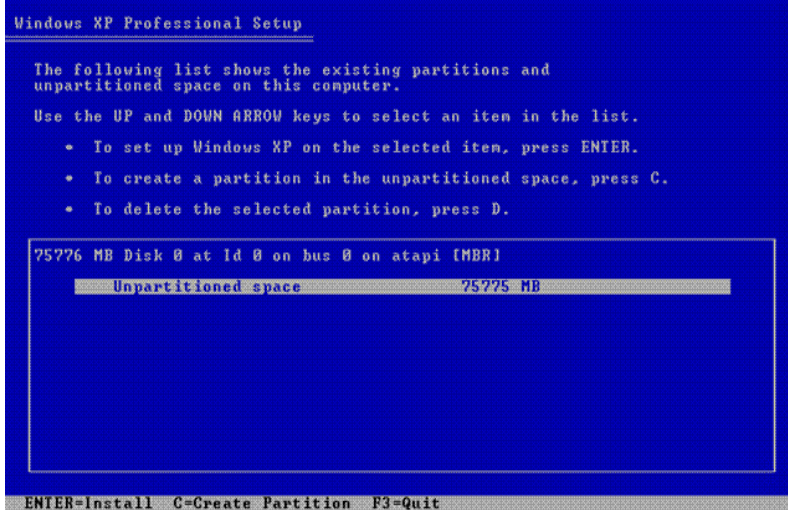 Windows XP Professional Setup
The following list shows the existing partitions and
unpartitioned space on this computer.
Use the UP and DOWN ARROW keys to select an item in the list.
• To set up Windows XP on the selected item, press ENTER.
• To create a partition in the unpartitioned space, press C.
• To delete the selected partition, press D.
75776 MB Disk 0 at Id 0 on bus 0 on atapi [MBR]
Unpartitioned space 75775 MB
ENTER=Install C=Create Partition F3=Quit